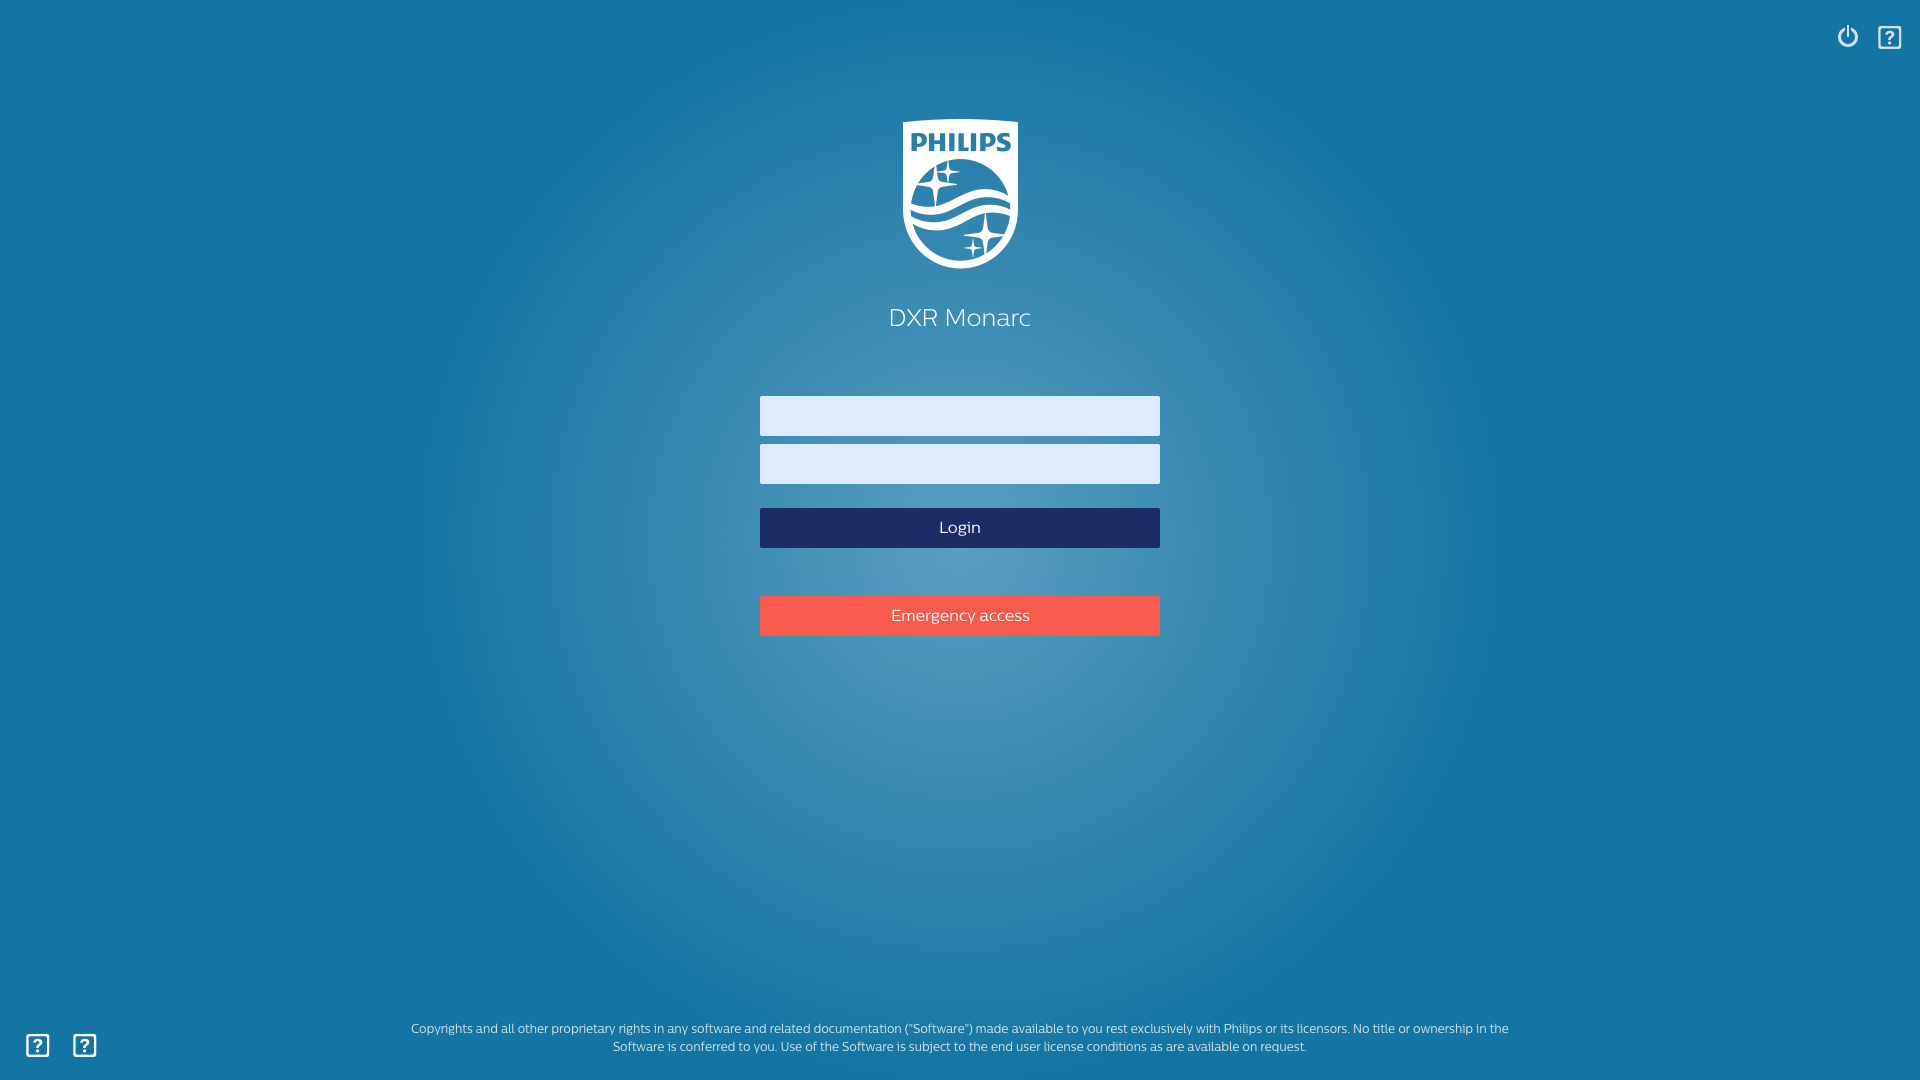 PHILIPS
DXR Monarc
Login
Emergency access
Copyrights and all other proprietary rights in any software and related documentation ("Software") made available to you rest exclusively with Philips or its licensors. No title or ownership in the
Software is conferred to you. Use of the Software is subject to the end user license conditions as are available on request.